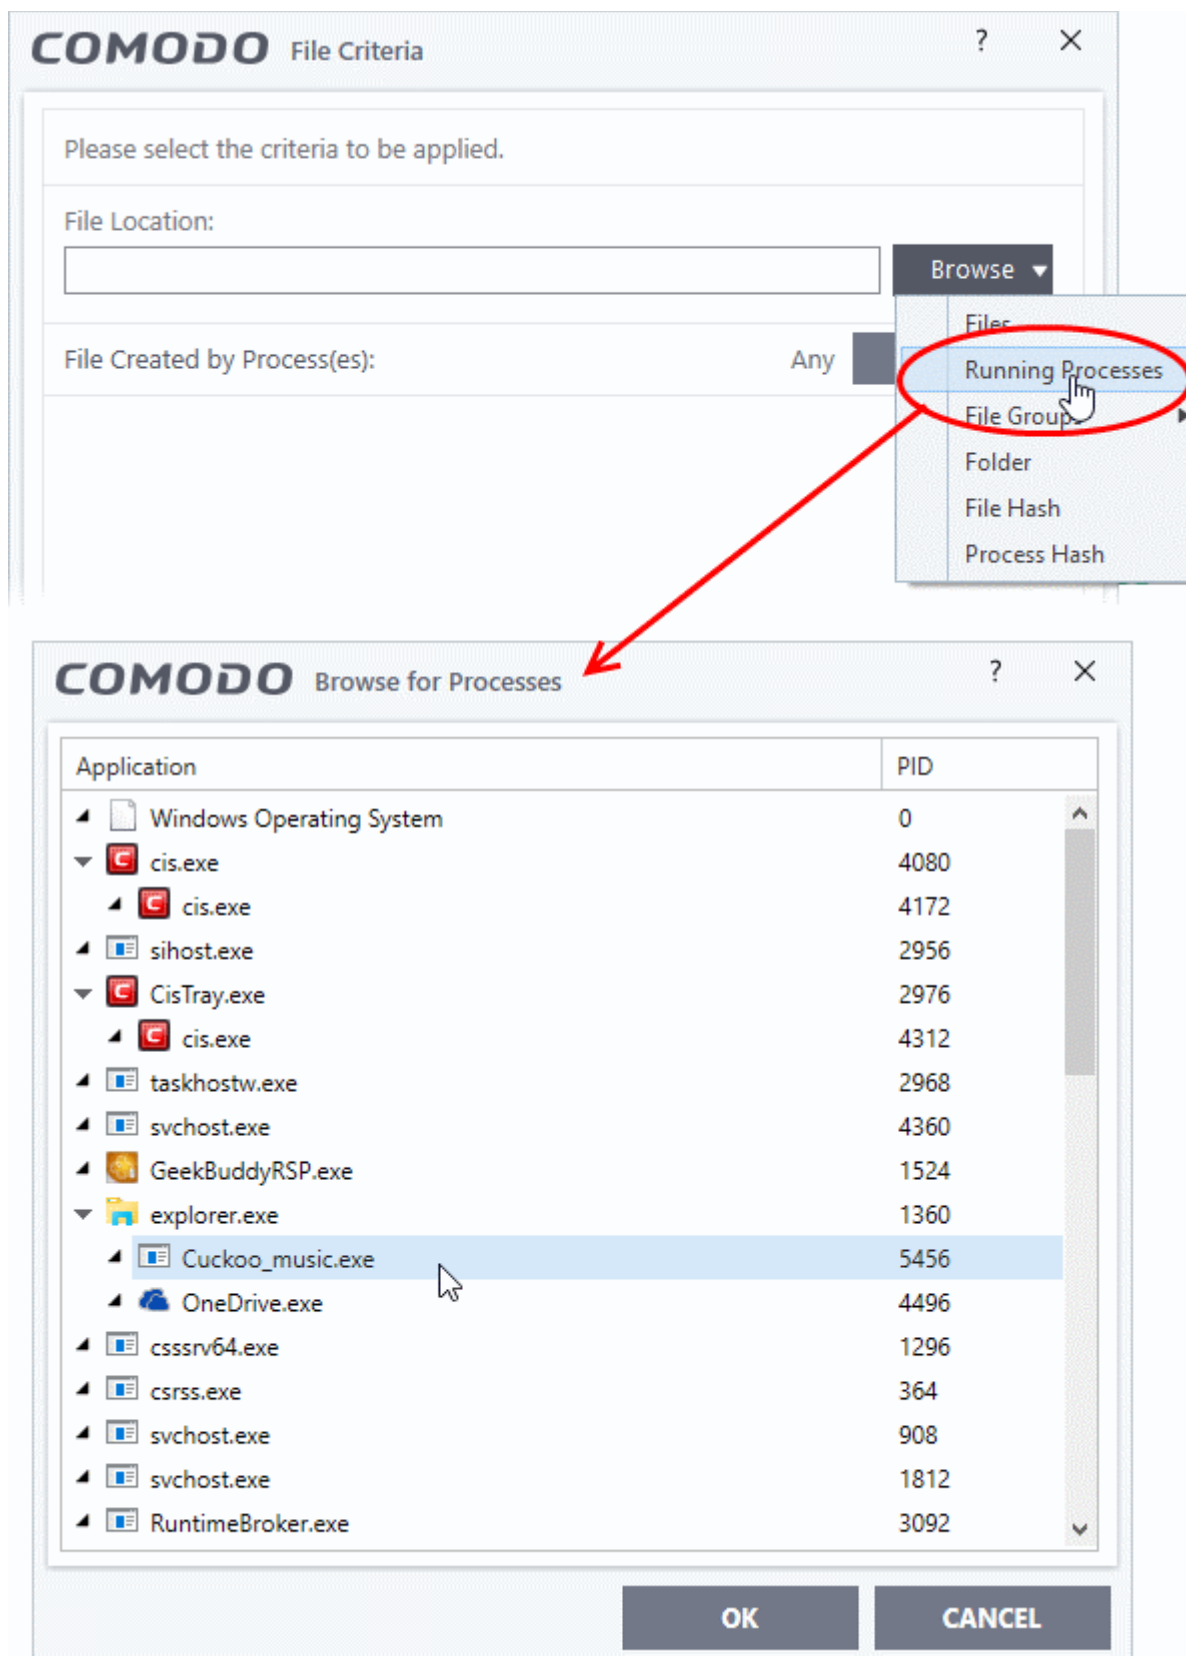 COMODO File Criteria ?
Please select the criteria to be applied.
File Location:
Browse
Files
File Created by Process(es): Any
Running Processes
File Groups
Folder
File Hash
Process Hash
COMODO Browse for Processes ?
Application PID
Windows Operating System 0
cis.exe 4080
cis.exe 4172
sihost.exe 2956
CisTray.exe 2976
cis.exe 4312
taskhostw.exe 2968
svchost.exe 4360
GeekBuddyRSP.exe 1524
explorer.exe 1360
Cuckoo_music.exe 5456
OneDrive.exe 4496
csssrv64.exe 1296
csrss.exe 364
svchost.exe 908
svchost.exe 1812
RuntimeBroker.exe 3092
OK CANCEL